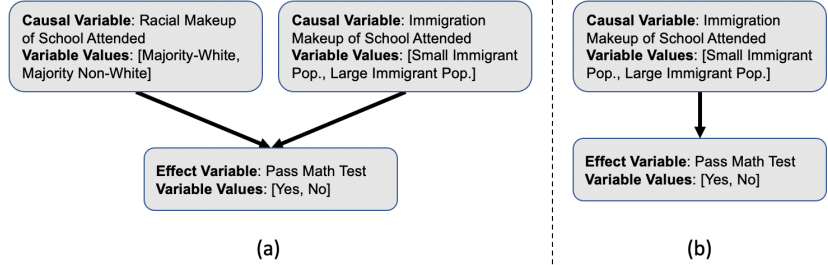 Causal Variable: Racial Makeup
of School Attended
Variable Values: [Majority-White,
Majority Non-White]
Causal Variable: Immigration
Makeup of School Attended
Variable Values: [Small Immigrant
Pop., Large Immigrant Pop.]
Effect Variable: Pass Math Test
Variable Values: [Yes, No]
(a)
Causal Variable: Immigration
Makeup of School Attended
Variable Values: [Small Immigrant
Pop., Large Immigrant Pop.]
Effect Variable: Pass Math Test
Variable Values: [Yes, No]
(b)